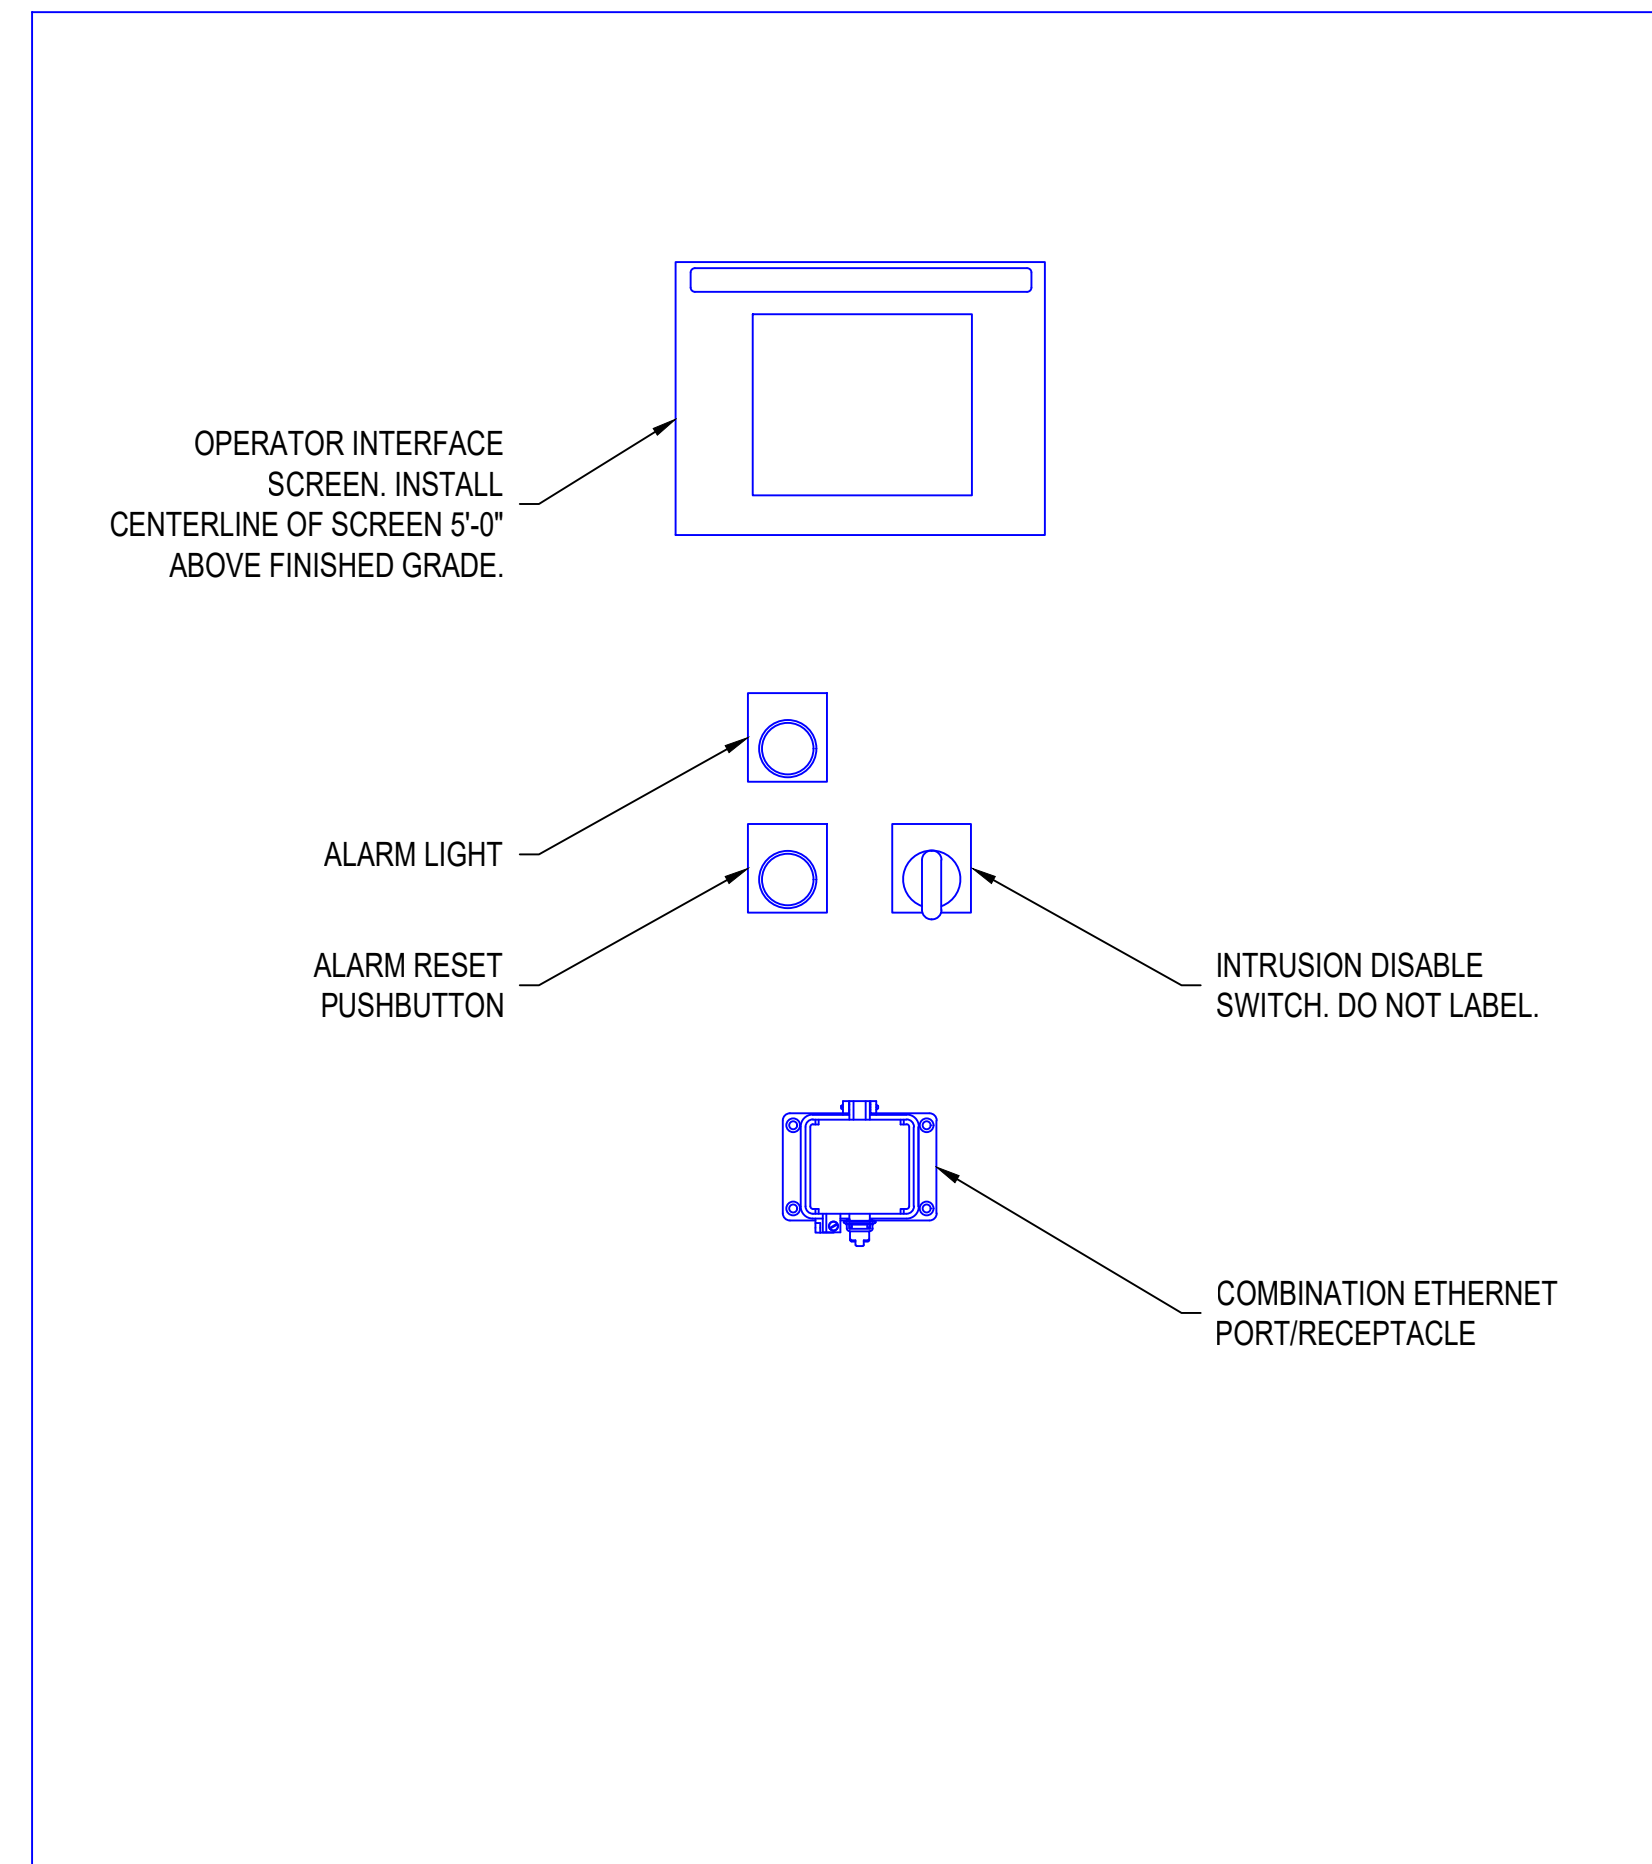 OPERATOR INTERFACE
SCREEN. INSTALL
CENTERLINE OF SCREEN 5'-0"
ABOVE FINISHED GRADE.
ALARM LIGHT
ALARM RESET
PUSHBUTTON
INTRUSION DISABLE
SWITCH. DO NOT LABEL.
COMBINATION ETHERNET
PORT/RECEPTACLE